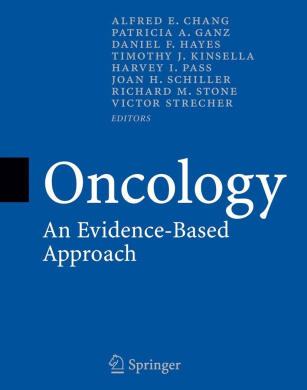 ALFRED E. CHANG
PATRICIA A. GANZ
DANIEL F. HAYES
TIMOTHY J. KINSELLA
HARVEY I. PASS
JOAN H. SCHILLER
RICHARD M. STONE
VICTOR STRECHER
EDITORS
Oncology
An Evidence-Based
Approach
Springer